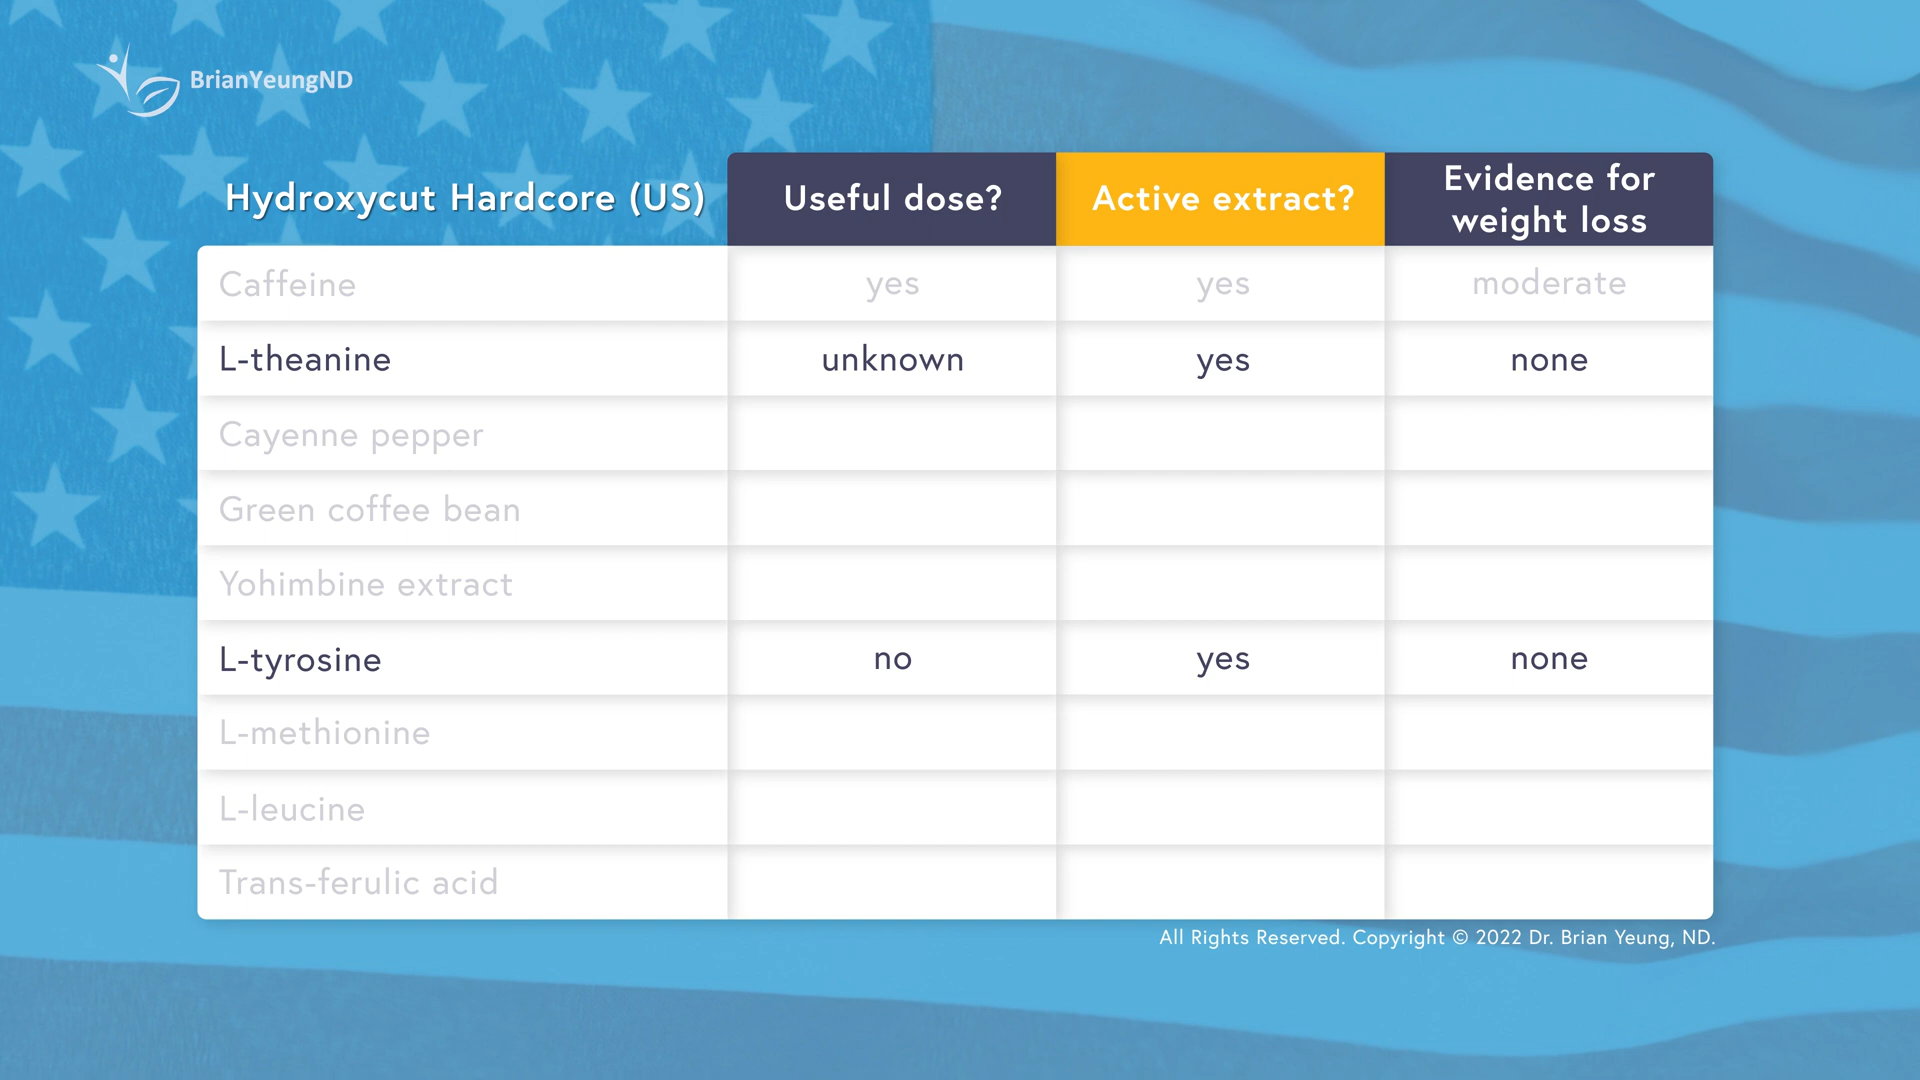 BrianYeungND
Hydroxycut Hardcore (US) Useful dose? Active extract? Evidence for weight loss
Caffeine yes yes moderate
L-theanine unknown yes none
Cayenne pepper
Green coffee bean
Yohimbine extract
L-tyrosine no yes none
L-methionine
L-leucine
Trans-ferulic acid
All Rights Reserved. Copyright © 2022 Dr. Brian Yeung, ND.